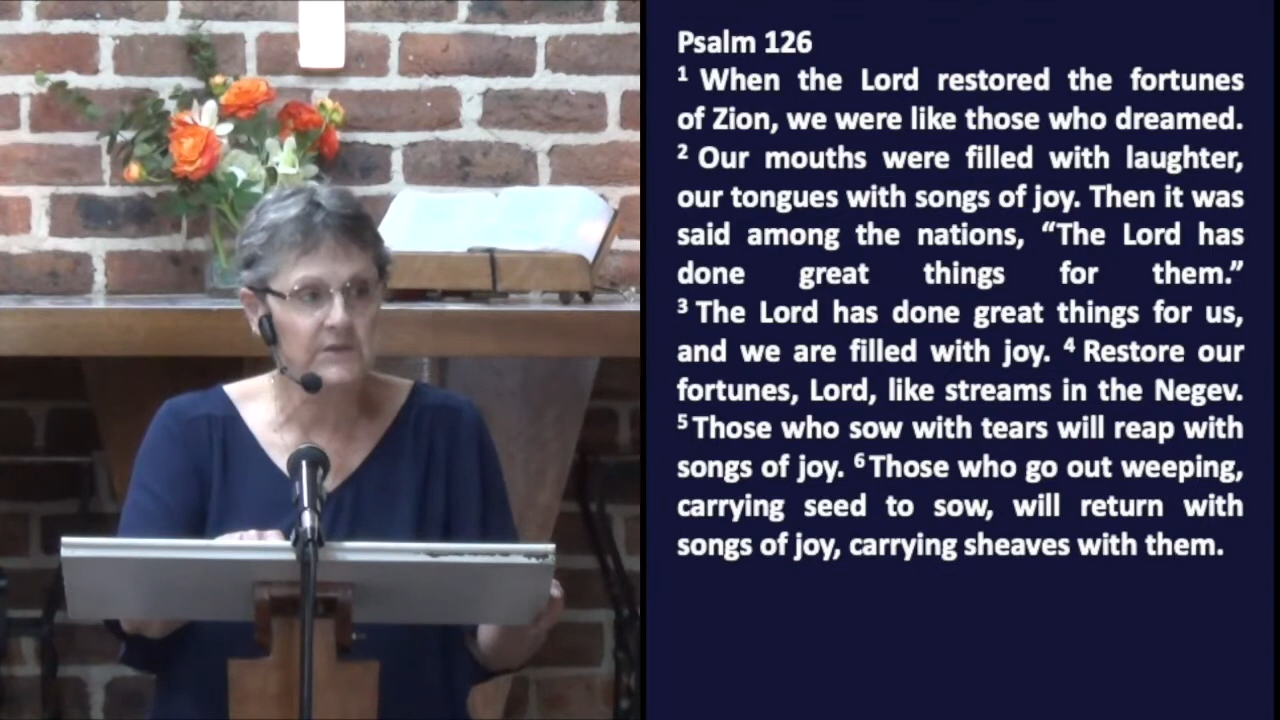 Psalm 126
¹ When the Lord restored the fortunes
of Zion, we were like those who dreamed.
² Our mouths were filled with laughter,
our tongues with songs of joy. Then it was
said among the nations, “The Lord has
done great things for them.”
³ The Lord has done great things for us,
and we are filled with joy. ⁴ Restore our
fortunes, Lord, like streams in the Negev.
⁵ Those who sow with tears will reap with
songs of joy. ⁶ Those who go out weeping,
carrying seed to sow, will return with
songs of joy, carrying sheaves with them.